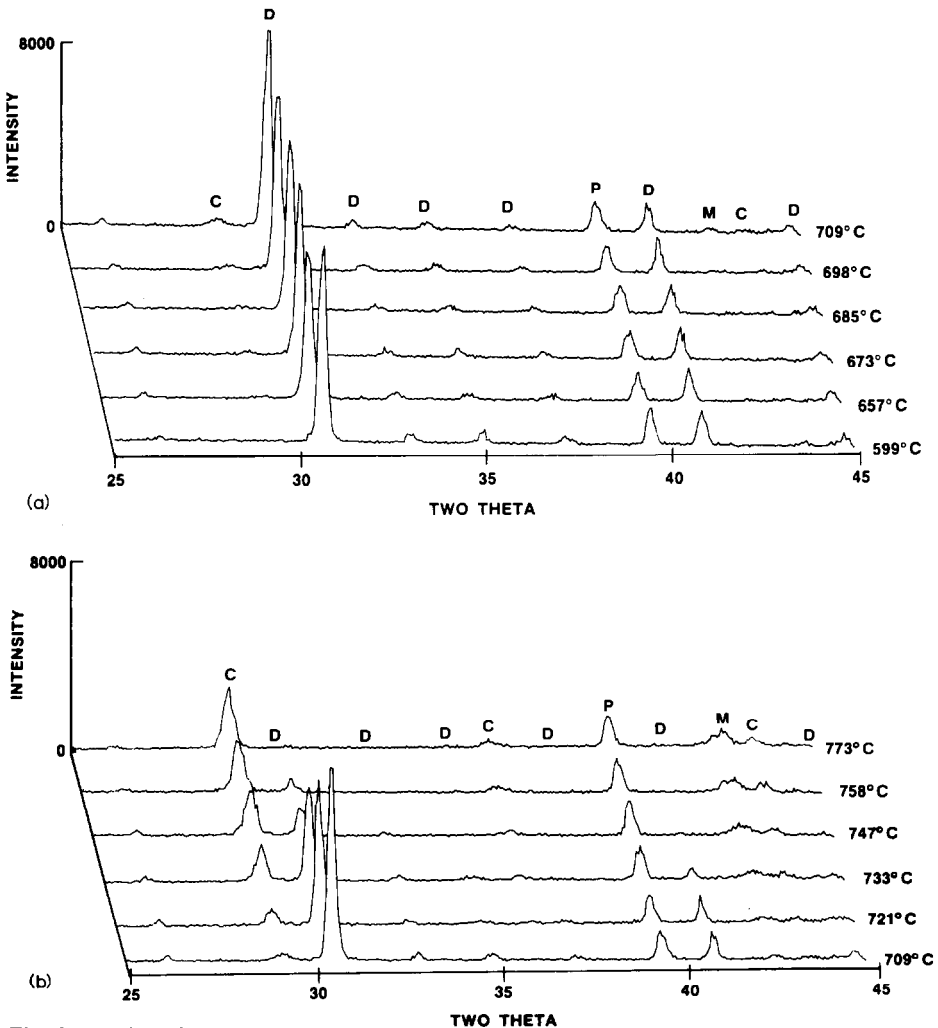 D
8000
INTENSITY
C D D D P D M C D
0
709°C
698°C
685°C
673°C
657°C
599°C
25 30 35 40 45
(a)
TWO THETA
8000
INTENSITY
C D D D C D P D M C D
0
773°C
758°C
747°C
733°C
721°C
709°C
(b)
25 30 35 40 45
TWO THETA